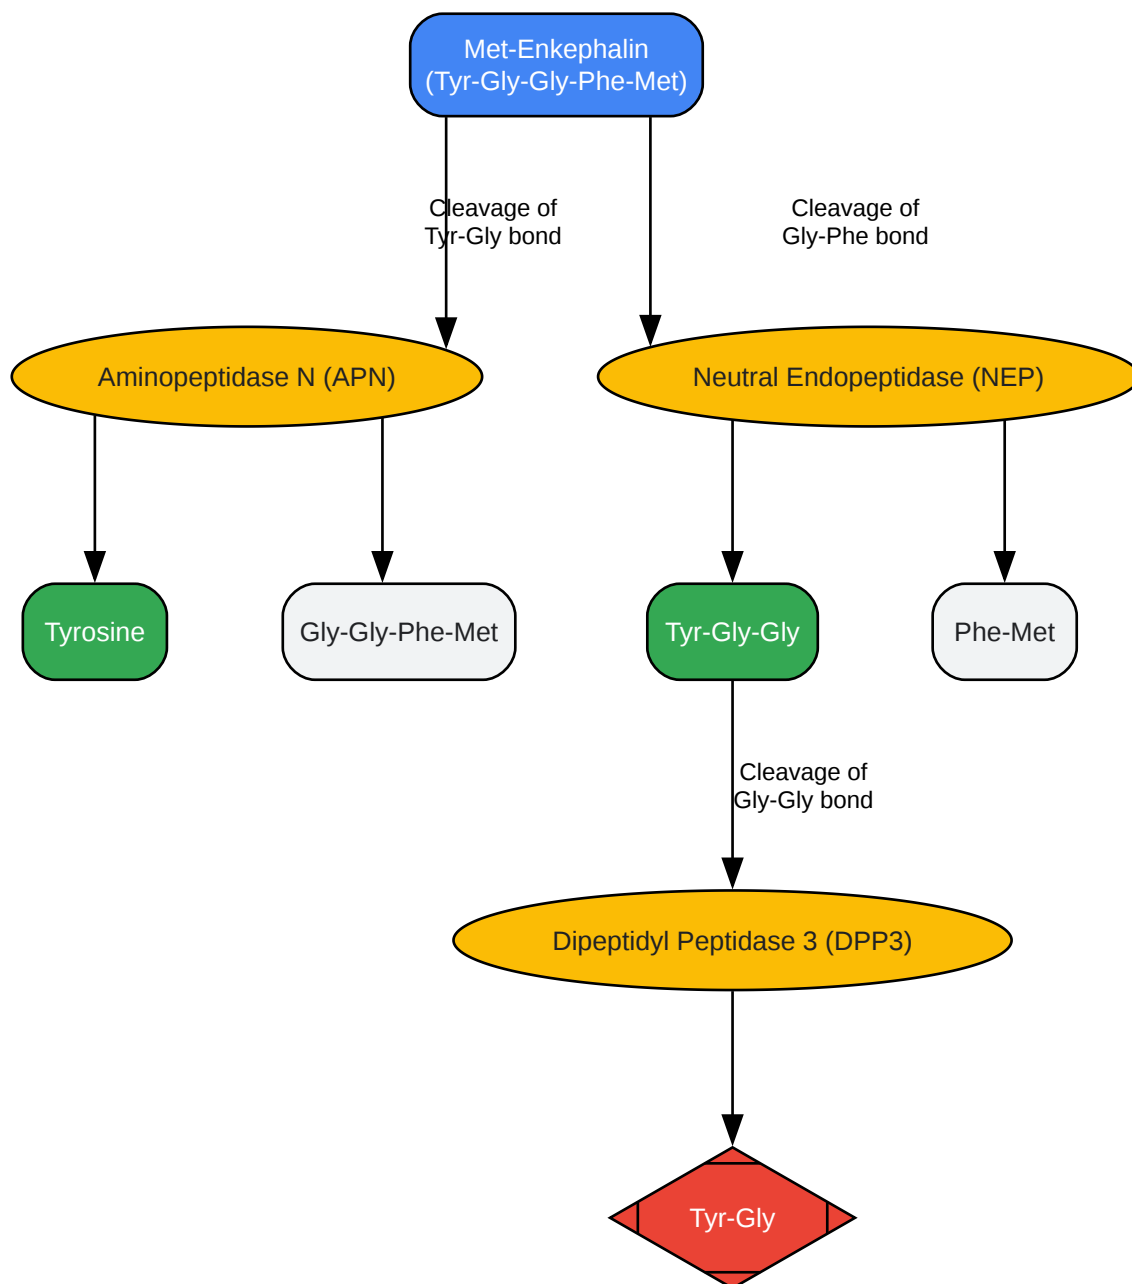 Met-Enkephalin
(Tyr-Gly-Gly-Phe-Met)
Cleavage of
Tyr-Gly bond
Cleavage of
Gly-Phe bond
Aminopeptidase N (APN)
Neutral Endopeptidase (NEP)
Tyrosine
Gly-Gly-Phe-Met
Tyr-Gly-Gly
Phe-Met
Cleavage of
Gly-Gly bond
Dipeptidyl Peptidase 3 (DPP3)
Tyr-Gly